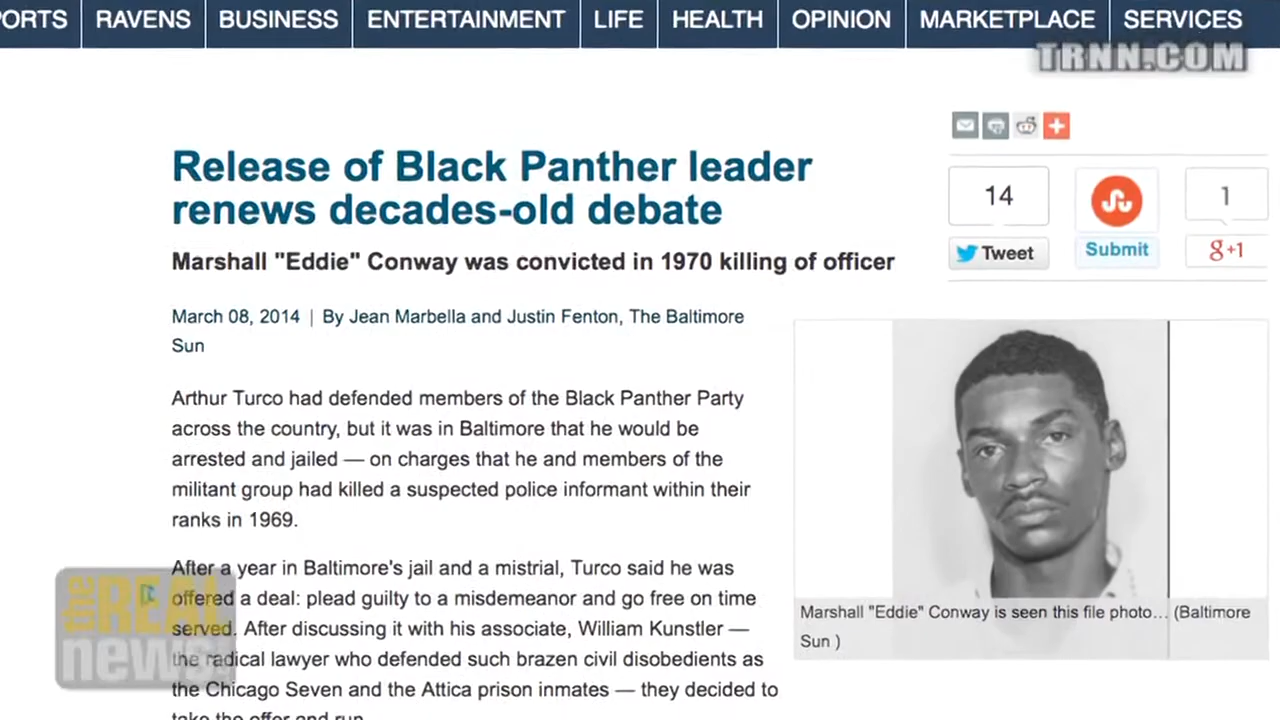 ORTS RAVENS BUSINESS ENTERTAINMENT LIFE HEALTH OPINION MARKETPLACE SERVICES
TRNN.COM
Release of Black Panther leader
renews decades-old debate
Marshall "Eddie" Conway was convicted in 1970 killing of officer
14
1
Tweet
Submit
g+1
March 08, 2014 | By Jean Marbella and Justin Fenton, The Baltimore
Sun
Arthur Turco had defended members of the Black Panther Party
across the country, but it was in Baltimore that he would be
arrested and jailed — on charges that he and members of the
militant group had killed a suspected police informant within their
ranks in 1969.
Marshall "Eddie" Conway is seen this file photo... (Baltimore
Sun )
After a year in Baltimore's jail and a mistrial, Turco said he was
offered a deal: plead guilty to a misdemeanor and go free on time
served. After discussing it with his associate, William Kunstler —
the radical lawyer who defended such brazen civil disobedients as
the Chicago Seven and the Attica prison inmates — they decided to
take the offer and run.
the REAL
news